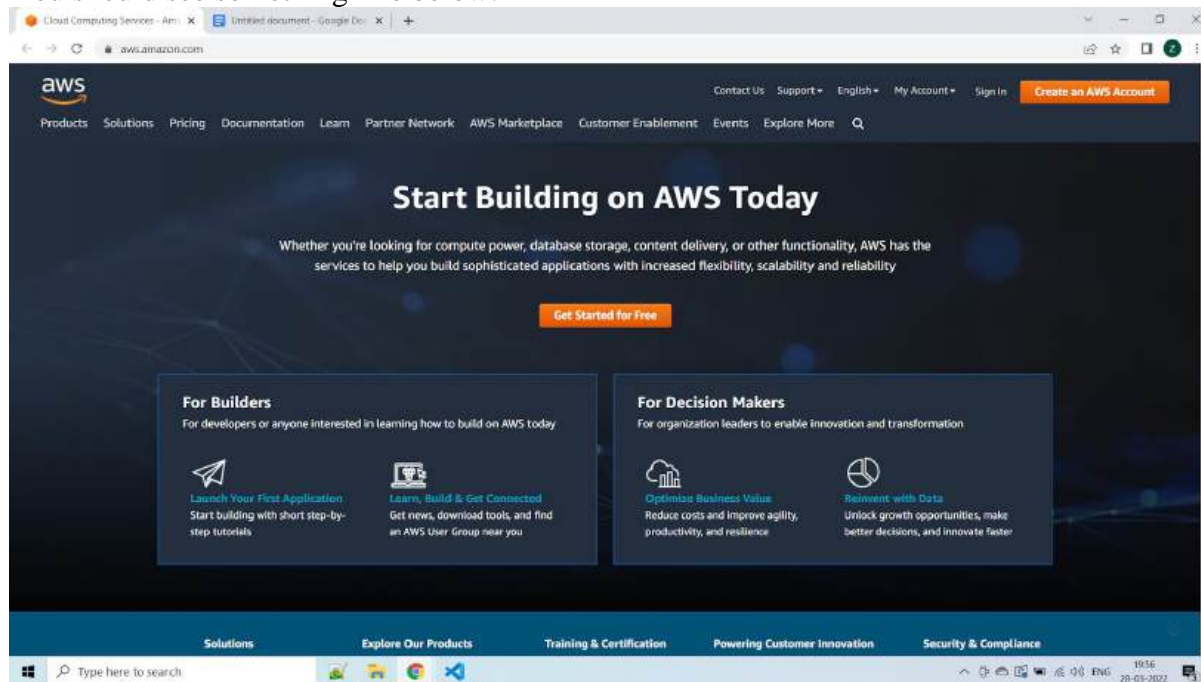 Cloud Computing Services - Am
Untitled document - Google Doc
aws.amazon.com
aws
Contact Us Support English My Account Sign In Create an AWS Account
Products Solutions Pricing Documentation Learn Partner Network AWS Marketplace Customer Enablement Events Explore More
Start Building on AWS Today
Whether you're looking for compute power, database storage, content delivery, or other functionality, AWS has the
services to help you build sophisticated applications with increased flexibility, scalability and reliability
Get Started for Free
For Builders
For developers or anyone interested in learning how to build on AWS today
Launch Your First Application
Start building with short step-by-
step tutorials
Learn, Build & Get Connected
Get news, download tools, and find
an AWS User Group near you
For Decision Makers
For organization leaders to enable innovation and transformation
Optimize Business Value
Reduce costs and improve agility,
productivity, and resilience
Reinvent with Data
Unlock growth opportunities, make
better decisions, and innovate faster
Solutions Explore Our Products Training & Certification Powering Customer Innovation Security & Compliance
Type here to search
ENG
19:56
28-03-2022